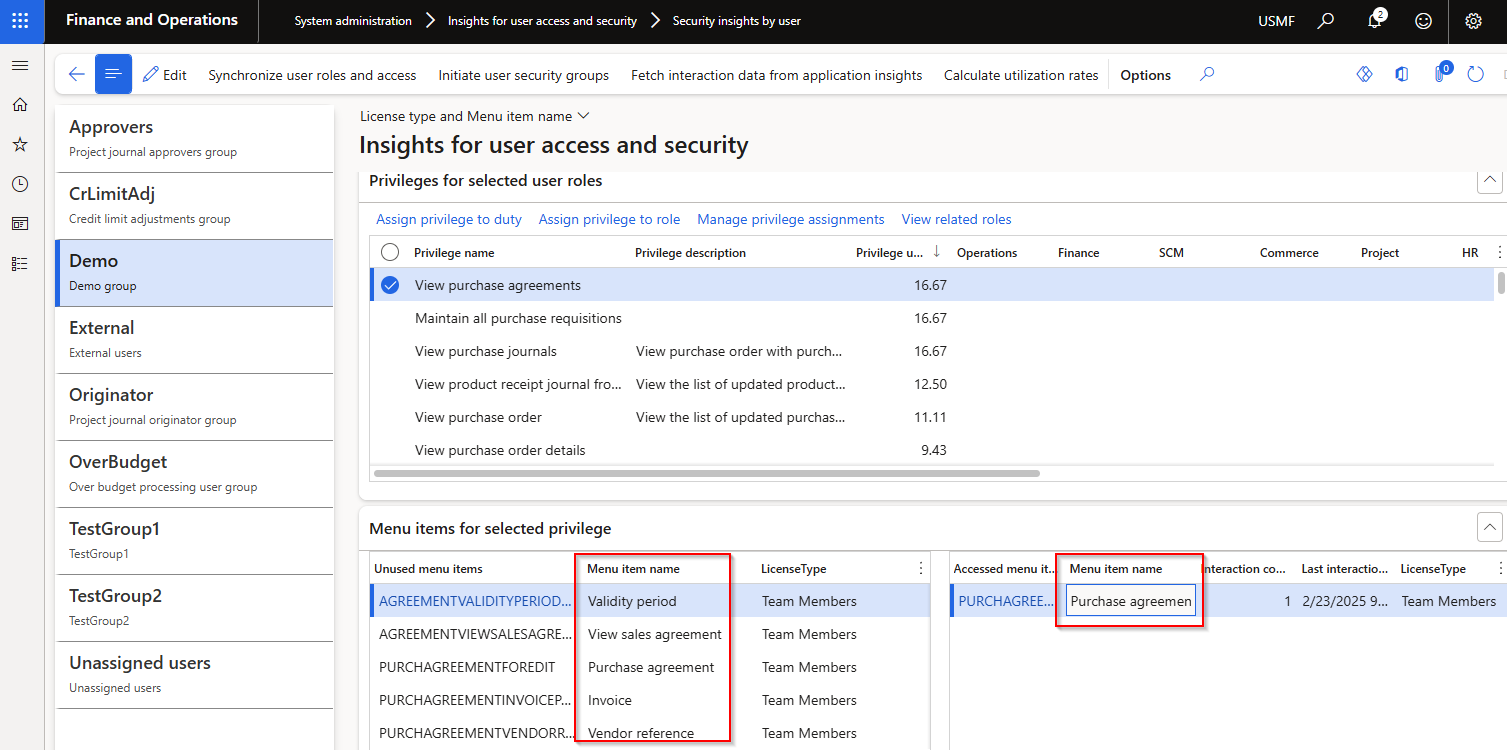 Finance and Operations
System administration > Insights for user access and security > Security insights by user
USMF
2
Edit Synchronize user roles and access Initiate user security groups Fetch interaction data from application insights Calculate utilization rates Options
0
Approvers
Project journal approvers group
CrLimitAdj
Credit limit adjustments group
Demo
Demo group
External
External users
Originator
Project journal originator group
OverBudget
Over budget processing user group
TestGroup1
TestGroup1
TestGroup2
TestGroup2
Unassigned users
Unassigned users
License type and Menu item name
Insights for user access and security
Privileges for selected user roles
Assign privilege to duty Assign privilege to role Manage privilege assignments View related roles
Privilege name Privilege description Privilege u... ↓ Operations Finance SCM Commerce Project HR
View purchase agreements 16.67
Maintain all purchase requisitions 16.67
View purchase journals View purchase order with purch... 16.67
View product receipt journal fro... View the list of updated product... 12.50
View purchase order View the list of updated purchas... 11.11
View purchase order details 9.43
Menu items for selected privilege
Unused menu items Menu item name LicenseType
AGREEMENTVALIDITYPERIOD... Validity period Team Members
AGREEMENTVIEWSALESAGRE... View sales agreement Team Members
PURCHAGREEMENTFOREDIT Purchase agreement Team Members
PURCHAGREEMENTINVOICEP... Invoice Team Members
PURCHAGREEMENTVENDORR... Vendor reference Team Members
Accessed menu it... Menu item name Interaction co... Last interactio... LicenseType
PURCHAGREE... Purchase agreemen 1 2/23/2025 9... Team Members